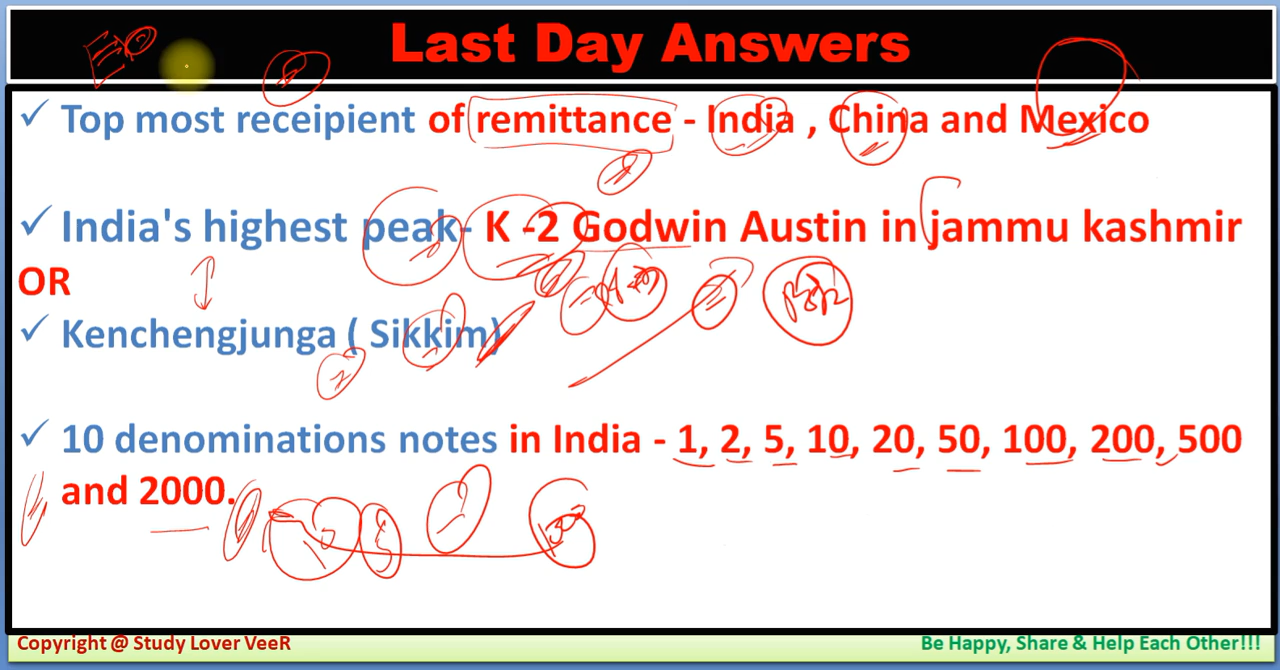 Last Day Answers
✓ Top most receipient of remittance - India , China and Mexico
✓ India's highest peak- K -2 Godwin Austin in jammu kashmir
OR
✓ Kenchengjunga ( Sikkim)
✓ 10 denominations notes in India - 1, 2, 5, 10, 20, 50, 100, 200, 500
and 2000.
Copyright @ Study Lover VeeR
Be Happy, Share & Help Each Other!!!